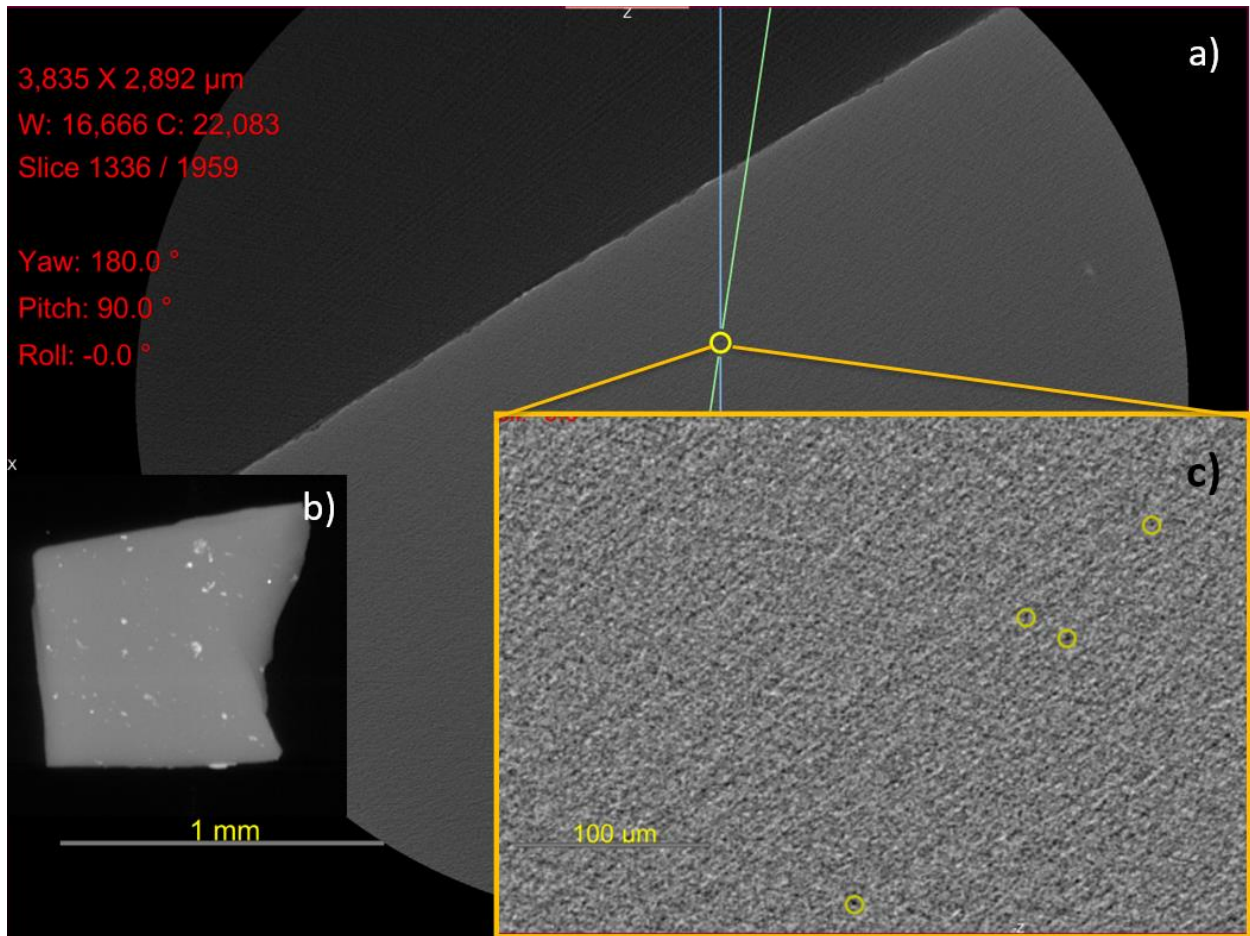 Z
a)
3,835 X 2,892 µm
W: 16,666 C: 22,083
Slice 1336 / 1959
Yaw: 180.0 °
Pitch: 90.0 °
Roll: -0.0 °
X
b)
c)
1 mm
100 µm
-Z